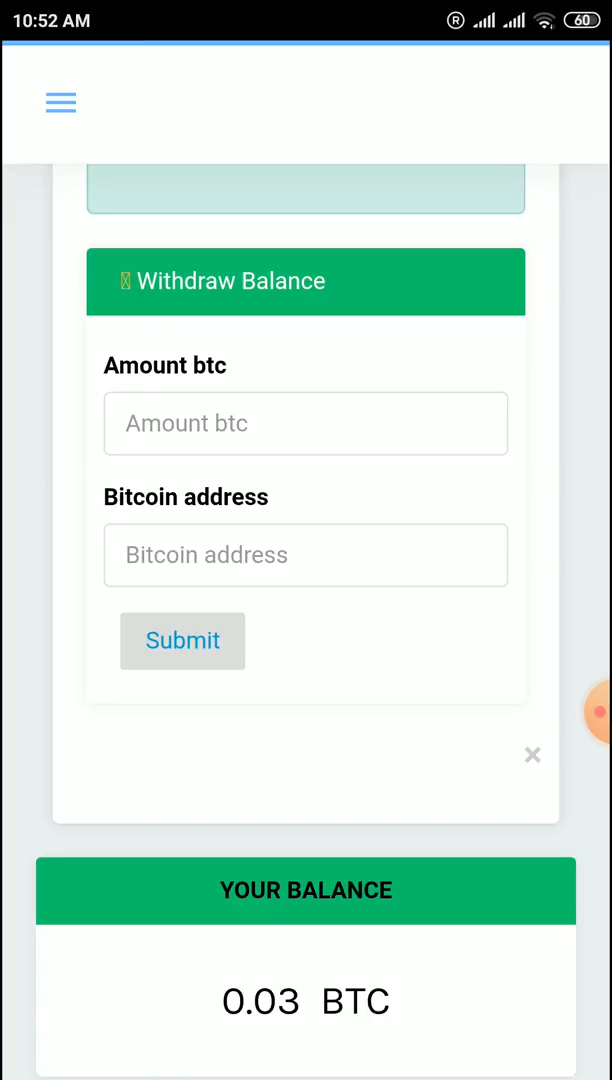 10:52 AM
R
60
Withdraw Balance
Amount btc
Amount btc
Bitcoin address
Bitcoin address
Submit
×
YOUR BALANCE
0.03 BTC